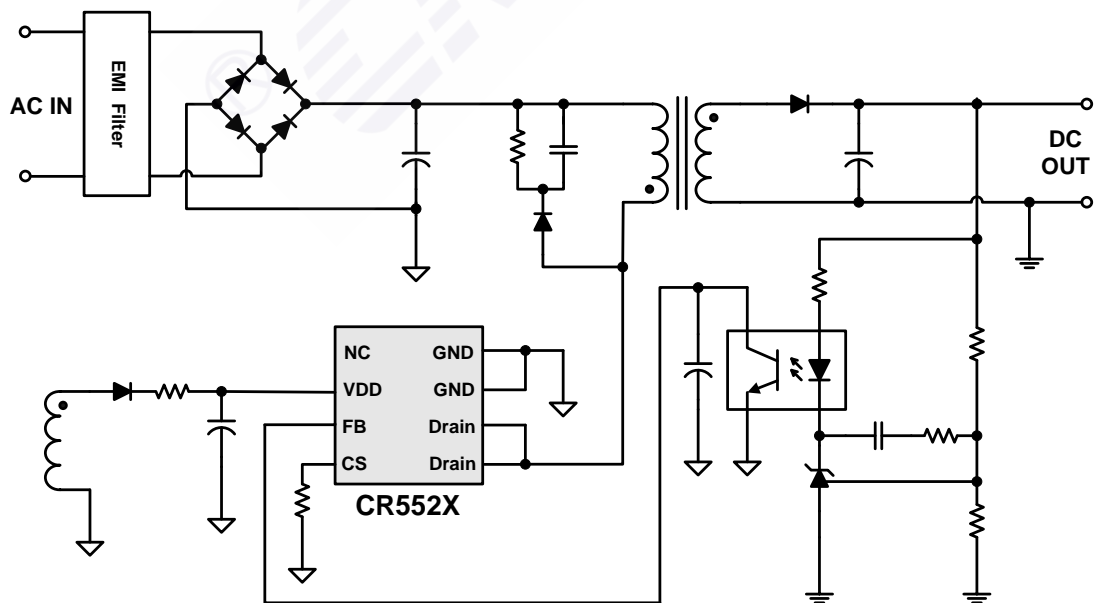 AC IN
EMI Filter
DC
OUT
NC
GND
VDD
GND
FB
Drain
CS
Drain
CR552X